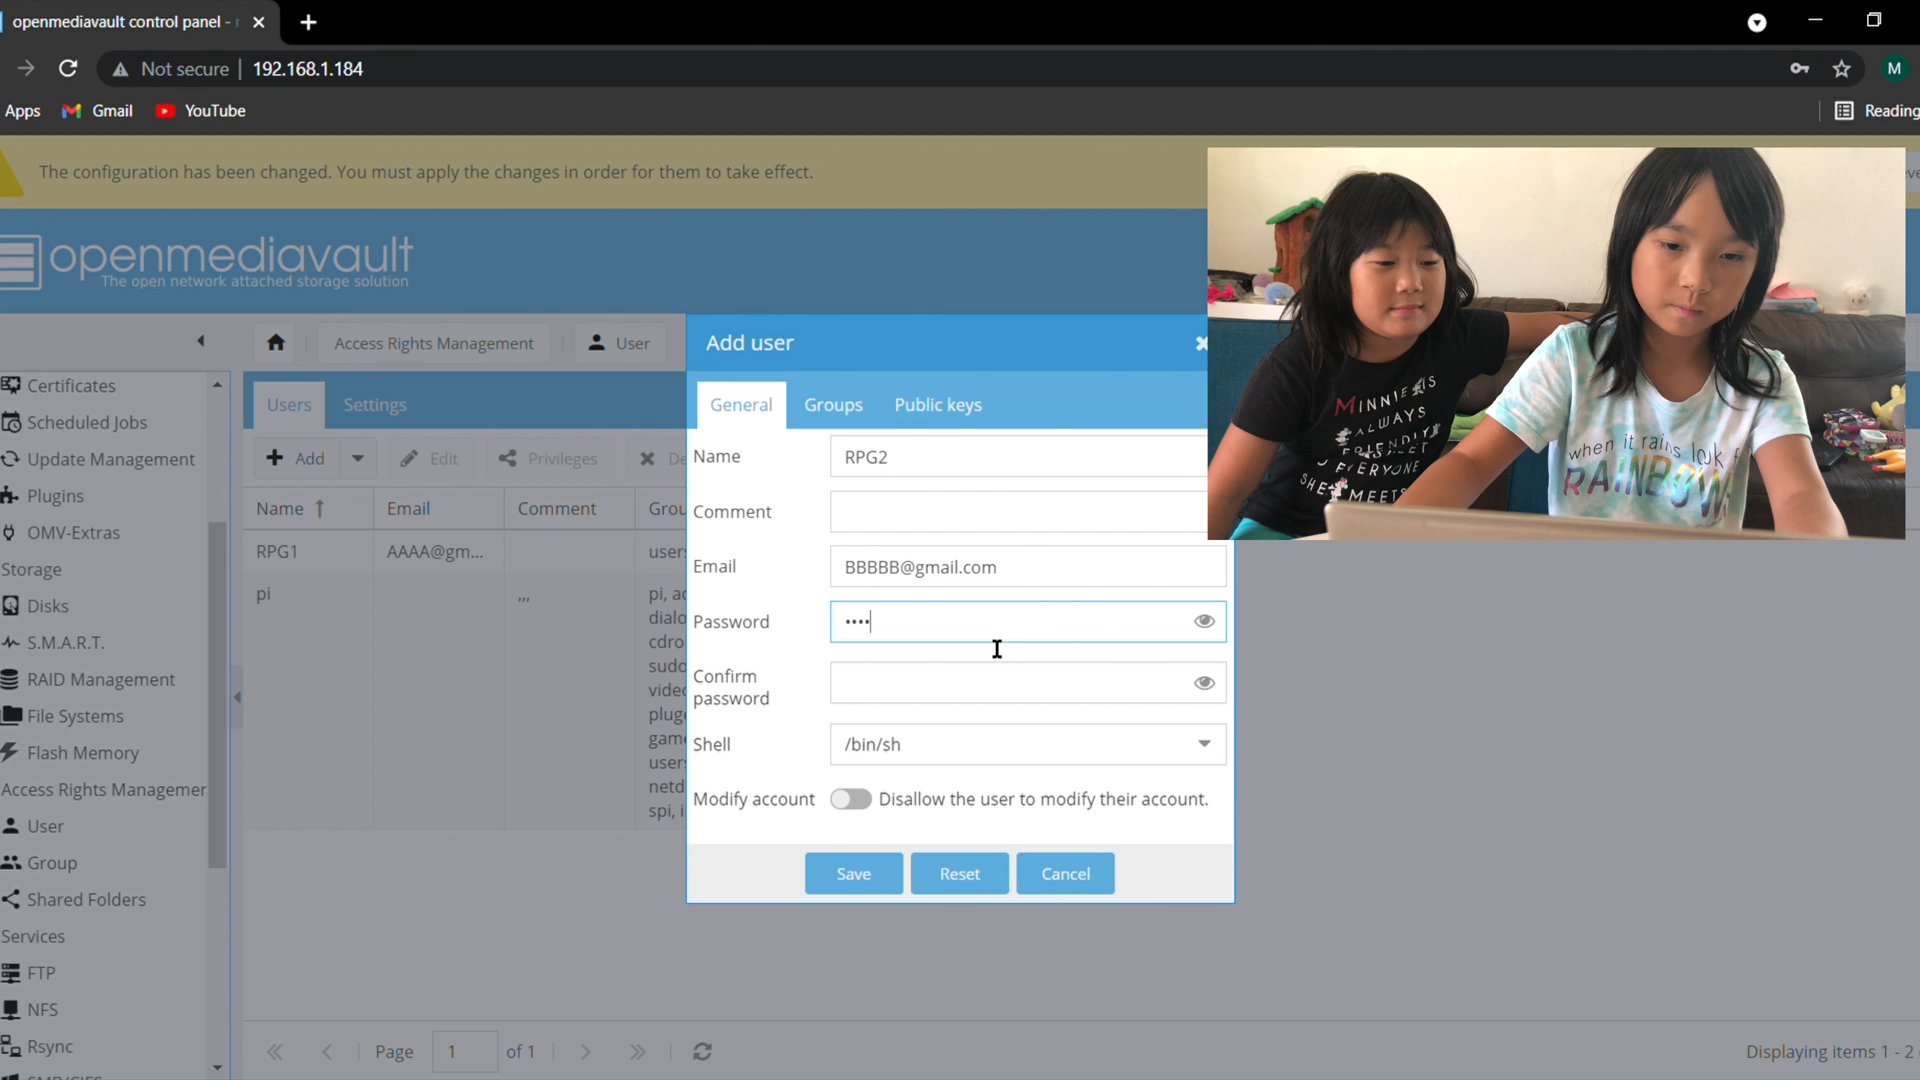 openmediavault control panel -
Not secure
192.168.1.184
M
Apps
Gmail
YouTube
Reading
The configuration has been changed. You must apply the changes in order for them to take effect.
openmediavault
The open network attached storage solution
Access Rights Management
User
Certificates
Scheduled Jobs
Update Management
Plugins
OMV-Extras
Storage
Disks
S.M.A.R.T.
RAID Management
File Systems
Flash Memory
Access Rights Managemer
User
Group
Shared Folders
Services
FTP
NFS
Rsync
Users
Settings
Add
Edit
Privileges
De
Name
Email
Comment
Grou
RPG1
AAAA@gm...
users
pi
,,,
pi, ad
dialo
cdro
sudo
video
plug
game
users
netd
spi, i
Add user
General
Groups
Public keys
Name
RPG2
Comment
Email
BBBBB@gmail.com
Password
••••
Confirm
password
Shell
/bin/sh
Modify account
Disallow the user to modify their account.
Save
Reset
Cancel
Page
1
of 1
Displaying items 1 - 2
MINNIE IS
ALWAYS
FRIENDLY
EVERYONE
SHE MEETS
when it rains look
RAINBOW